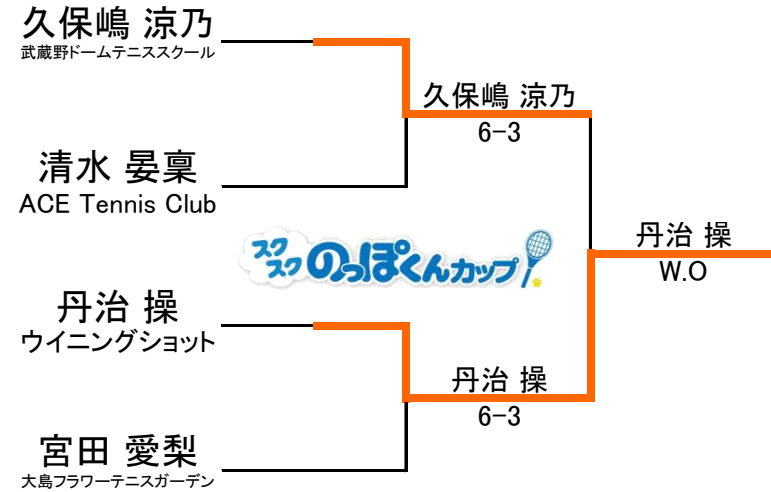 久保嶋 涼乃
武蔵野ドームテニススクール
久保嶋 涼乃
6-3
清水 晏稟
ACE Tennis Club
スクスクのっぽくんカップ
丹治 操
W.O
丹治 操
ウイニングショット
丹治 操
6-3
宮田 愛梨
大島フラワーテニスガーデン